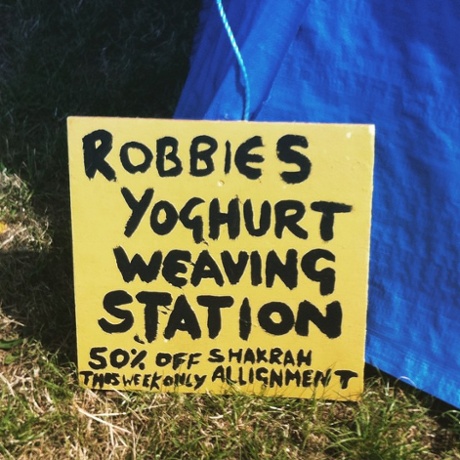 ROBBIES
YOGHURT
WEAVING
STATION
50% OFF SHAKRAH
THIS WEEK ONLY ALLIGNMENT